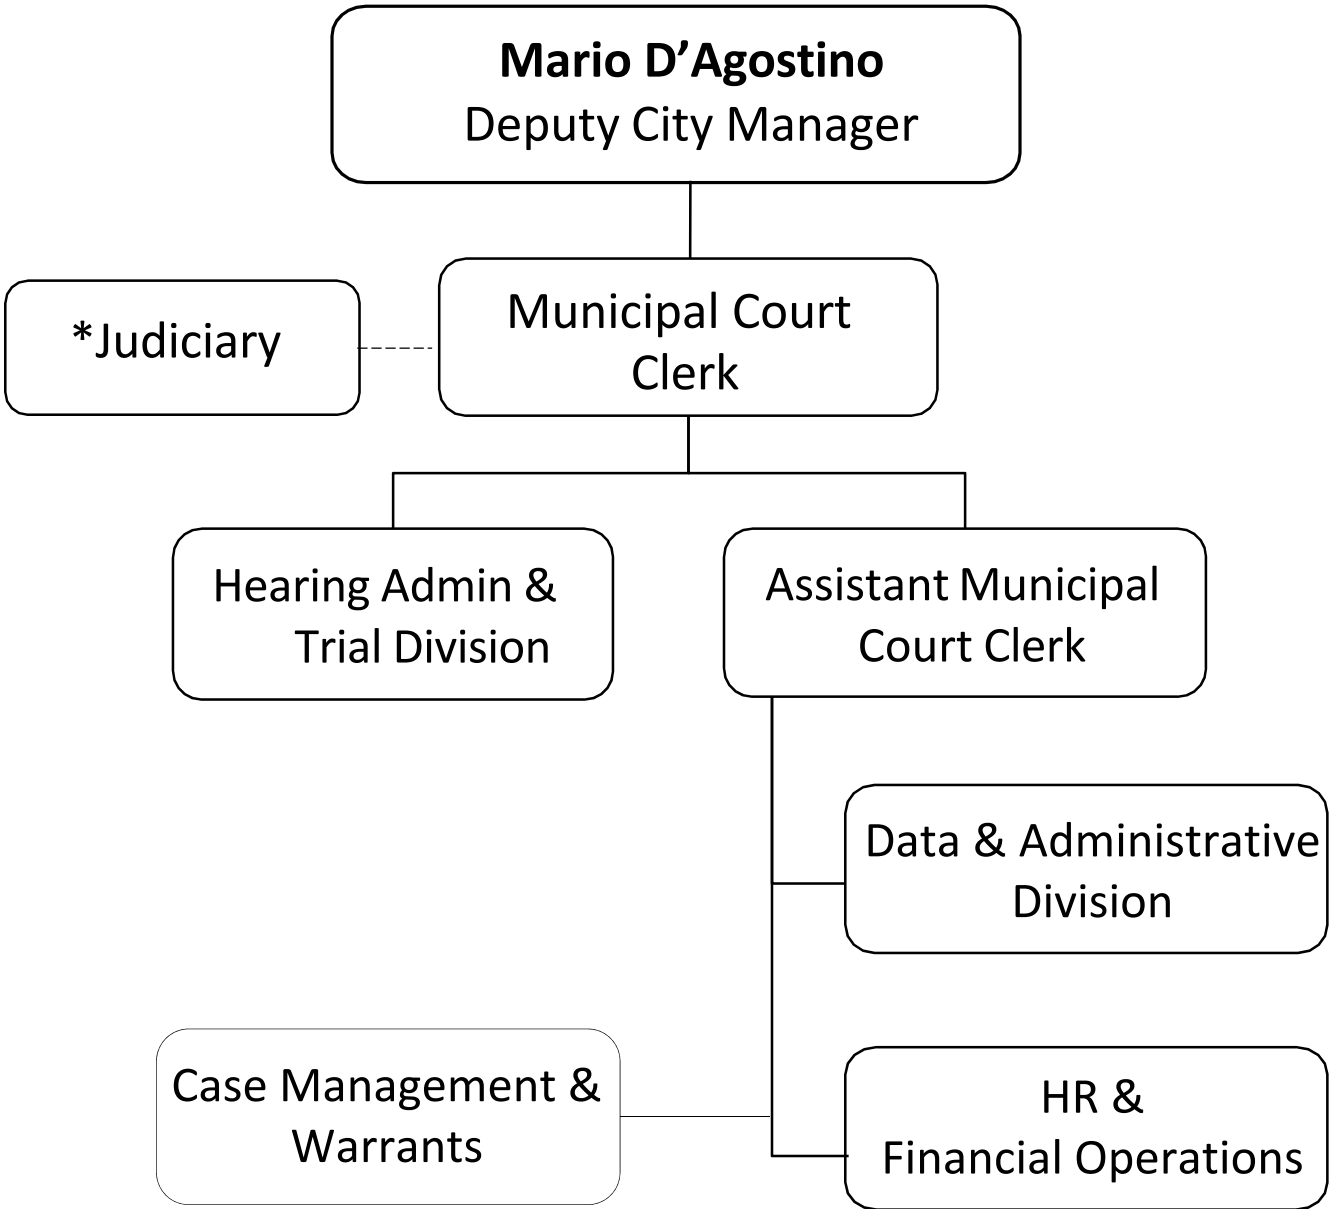 Mario D’Agostino
Deputy City Manager
*Judiciary
Municipal Court
Clerk
Hearing Admin &
Trial Division
Assistant Municipal
Court Clerk
Data & Administrative
Division
Case Management &
Warrants
HR &
Financial Operations